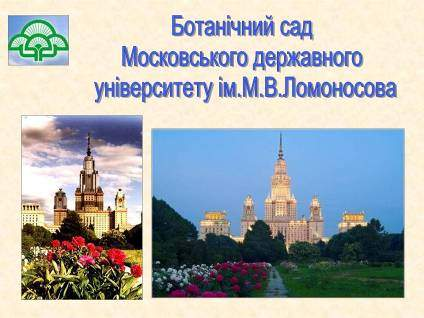 Ботанічний сад
Московського державного
університету ім.М.В.Ломоносова